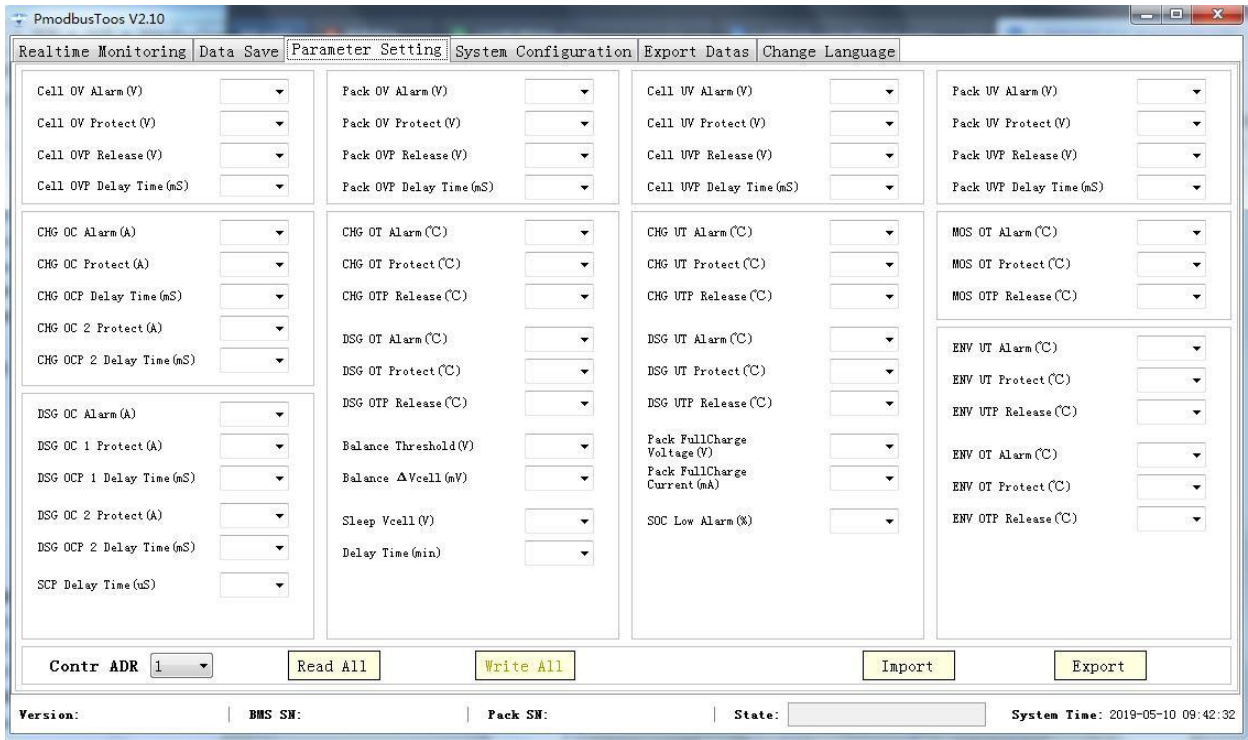 PmodbusToos V2.10
Realtime Monitoring Data Save Parameter Setting System Configuration Export Datas Change Language
Cell OV Alarm(V)
Cell OV Protect(V)
Cell OVP Release(V)
Cell OVP Delay Time(mS)
Pack OV Alarm(V)
Pack OV Protect(V)
Pack OVP Release(V)
Pack OVP Delay Time(mS)
Cell UV Alarm(V)
Cell UV Protect(V)
Cell UVP Release(V)
Cell UVP Delay Time(mS)
Pack UV Alarm(V)
Pack UV Protect(V)
Pack UVP Release(V)
Pack UVP Delay Time(mS)
CHG OC Alarm(A)
CHG OC Protect(A)
CHG OCP Delay Time(mS)
CHG OC 2 Protect(A)
CHG OCP 2 Delay Time(mS)
DSG OC Alarm(A)
DSG OC 1 Protect(A)
DSG OCP 1 Delay Time(mS)
DSG OC 2 Protect(A)
DSG OCP 2 Delay Time(mS)
SCP Delay Time(uS)
CHG OT Alarm(℃)
CHG OT Protect(℃)
CHG OTP Release(℃)
DSG OT Alarm(℃)
DSG OT Protect(℃)
DSG OTP Release(℃)
Balance Threshold(V)
Balance ΔVcell(mV)
Sleep Vcell(V)
Delay Time(min)
CHG UT Alarm(℃)
CHG UT Protect(℃)
CHG UTP Release(℃)
DSG UT Alarm(℃)
DSG UT Protect(℃)
DSG UTP Release(℃)
Pack FullCharge
Voltage(V)
Pack FullCharge
Current(mA)
SOC Low Alarm(%)
MOS OT Alarm(℃)
MOS OT Protect(℃)
MOS OTP Release(℃)
ENV UT Alarm(℃)
ENV UT Protect(℃)
ENV UTP Release(℃)
ENV OT Alarm(℃)
ENV OT Protect(℃)
ENV OTP Release(℃)
Contr ADR 1 Read All Write All Import Export
Version: BMS SN: Pack SN: State: System Time: 2019-05-10 09:42:32